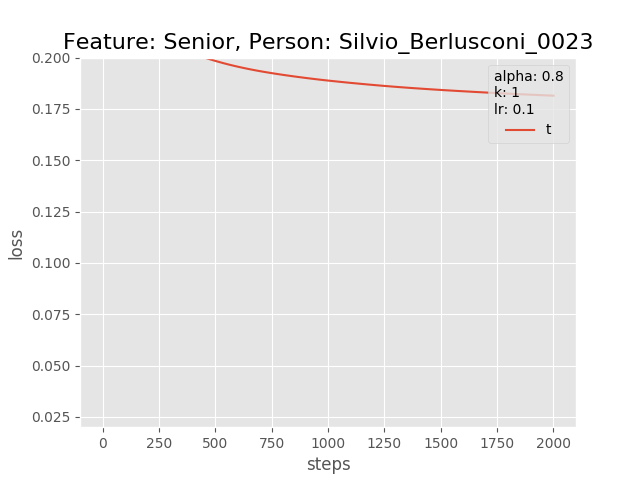 Feature: Senior, Person: Silvio_Berlusconi_0023
0.200
0.175
0.150
0.125
0.100
0.075
0.050
0.025
loss
alpha: 0.8
k: 1
lr: 0.1
t
0 250 500 750 1000 1250 1500 1750 2000
steps